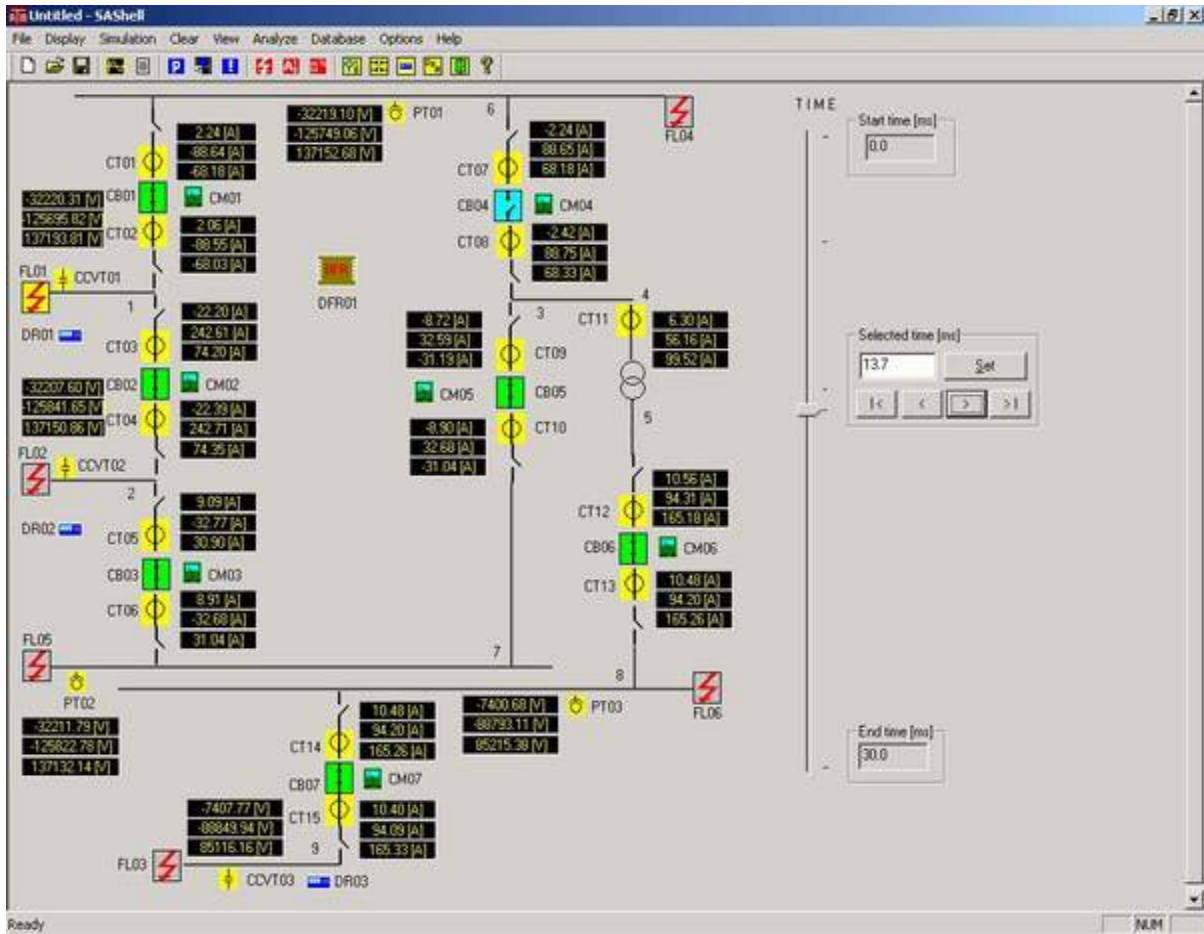 Untitled - SAShell
File Display Simulation Clear View Analyze Database Options Help
TIME
Start time [ms]
0.0
Selected time [ms]
13.7
Set
|< < > >|
End time [ms]
30.0
6
-32219.10 [V]
-125749.06 [V]
137152.68 [V]
PT01
FL04
CT01
2.24 [A]
-88.64 [A]
-68.18 [A]
CB01
CM01
-32220.31 [V]
-125695.82 [V]
137193.81 [V]
CT02
2.06 [A]
-88.55 [A]
-68.03 [A]
FL01
CCVT01
1
DR01
CT03
-22.20 [A]
242.61 [A]
74.20 [A]
CB02
CM02
-32207.60 [V]
-125841.65 [V]
137150.86 [V]
CT04
-22.39 [A]
242.71 [A]
74.35 [A]
FL02
CCVT02
2
DR02
CT05
9.09 [A]
-32.77 [A]
30.90 [A]
CB03
CM03
CT06
8.91 [A]
-32.68 [A]
31.04 [A]
FL05
7
PT02
-32211.79 [V]
-125822.78 [V]
137132.14 [V]
DFR01
CT07
-2.24 [A]
88.65 [A]
68.18 [A]
CB04
CM04
CT08
-2.42 [A]
88.75 [A]
68.33 [A]
3
4
-8.72 [A]
32.59 [A]
-31.19 [A]
CT09
CM05
CB05
-8.90 [A]
32.68 [A]
-31.04 [A]
CT10
CT11
6.30 [A]
56.16 [A]
99.52 [A]
5
CT12
10.56 [A]
94.31 [A]
165.18 [A]
CB06
CM06
CT13
10.48 [A]
94.20 [A]
165.26 [A]
8
FL06
-7400.68 [V]
-88793.11 [V]
85215.38 [V]
PT03
CT14
10.48 [A]
94.20 [A]
165.26 [A]
CB07
CM07
CT15
10.40 [A]
94.09 [A]
165.33 [A]
-7407.77 [V]
-88849.94 [V]
85116.16 [V]
9
FL03
CCVT03
DR03
Ready
NUM